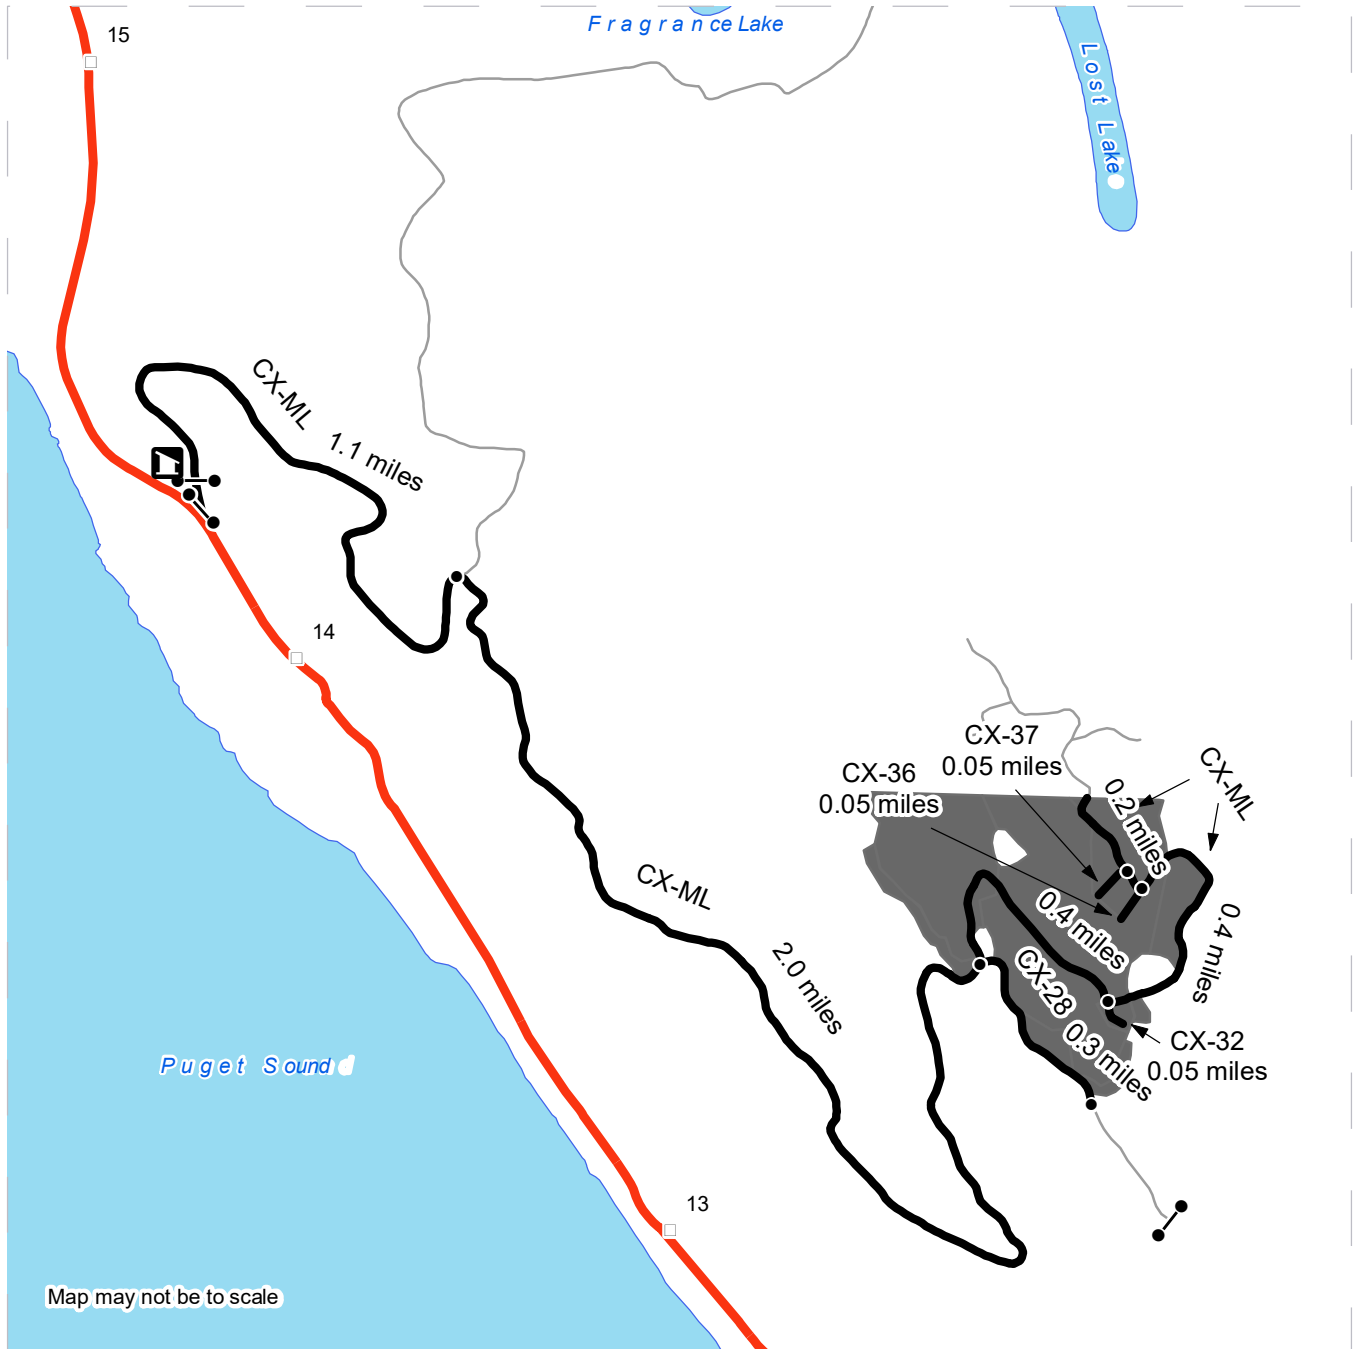 15
Fragrance Lake
Lost Lake
CX-ML
1.1 miles
14
CX-37
0.05 miles
CX-36
0.05 miles
CX-ML
0.2 miles
CX-ML
0.4 miles
0.4 miles
2.0 miles
CX-28
0.3 miles
CX-32
0.05 miles
Puget Sound
13
Map may not be to scale